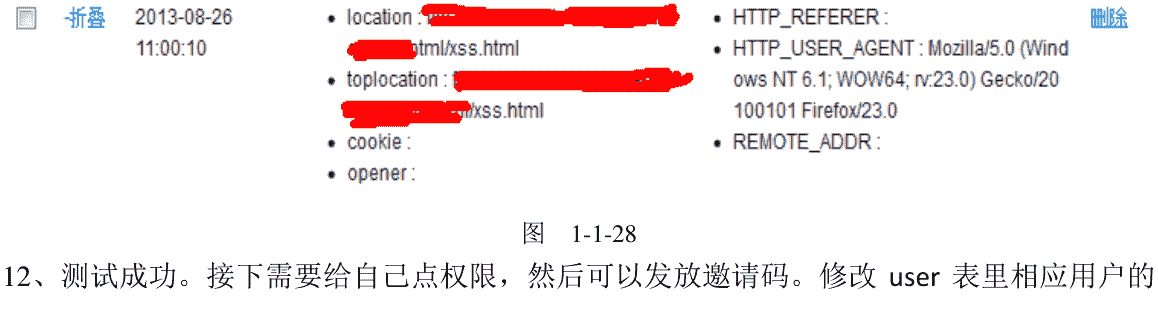 -折叠 2013-08-26 • location : • HTTP_REFERER : 删除
11:00:10 html/xss.html • HTTP_USER_AGENT : Mozilla/5.0 (Wind
• toplocation : ows NT 6.1; WOW64; rv:23.0) Gecko/20
/xss.html 100101 Firefox/23.0
• cookie : • REMOTE_ADDR :
• opener :
图 1-1-28
12、测试成功。接下需要给自己点权限，然后可以发放邀请码。修改 user 表里相应用户的